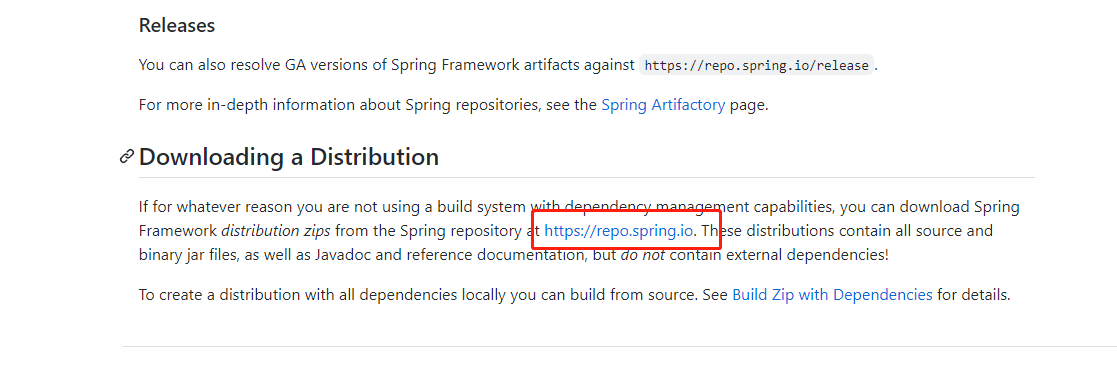 Releases
You can also resolve GA versions of Spring Framework artifacts against https://repo.spring.io/release.
For more in-depth information about Spring repositories, see the Spring Artifactory page.
Downloading a Distribution
If for whatever reason you are not using a build system with dependency management capabilities, you can download Spring
Framework distribution zips from the Spring repository at https://repo.spring.io. These distributions contain all source and
binary jar files, as well as Javadoc and reference documentation, but do not contain external dependencies!
To create a distribution with all dependencies locally you can build from source. See Build Zip with Dependencies for details.